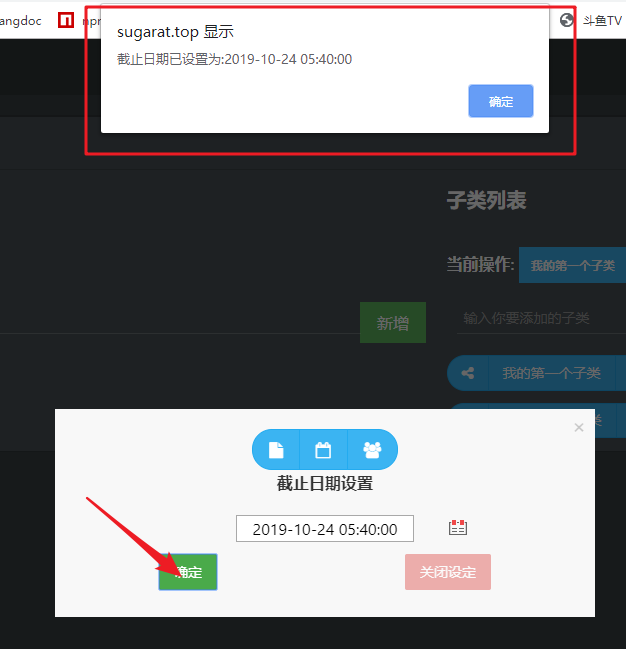 angdoc
npr
斗鱼TV
sugarat.top 显示
截止日期已设置为:2019-10-24 05:40:00
确定
子类列表
当前操作: 我的第一个子类
新增
输入你要添加的子类
我的第一个子类
类
×
截止日期设置
2019-10-24 05:40:00
确定
关闭设定